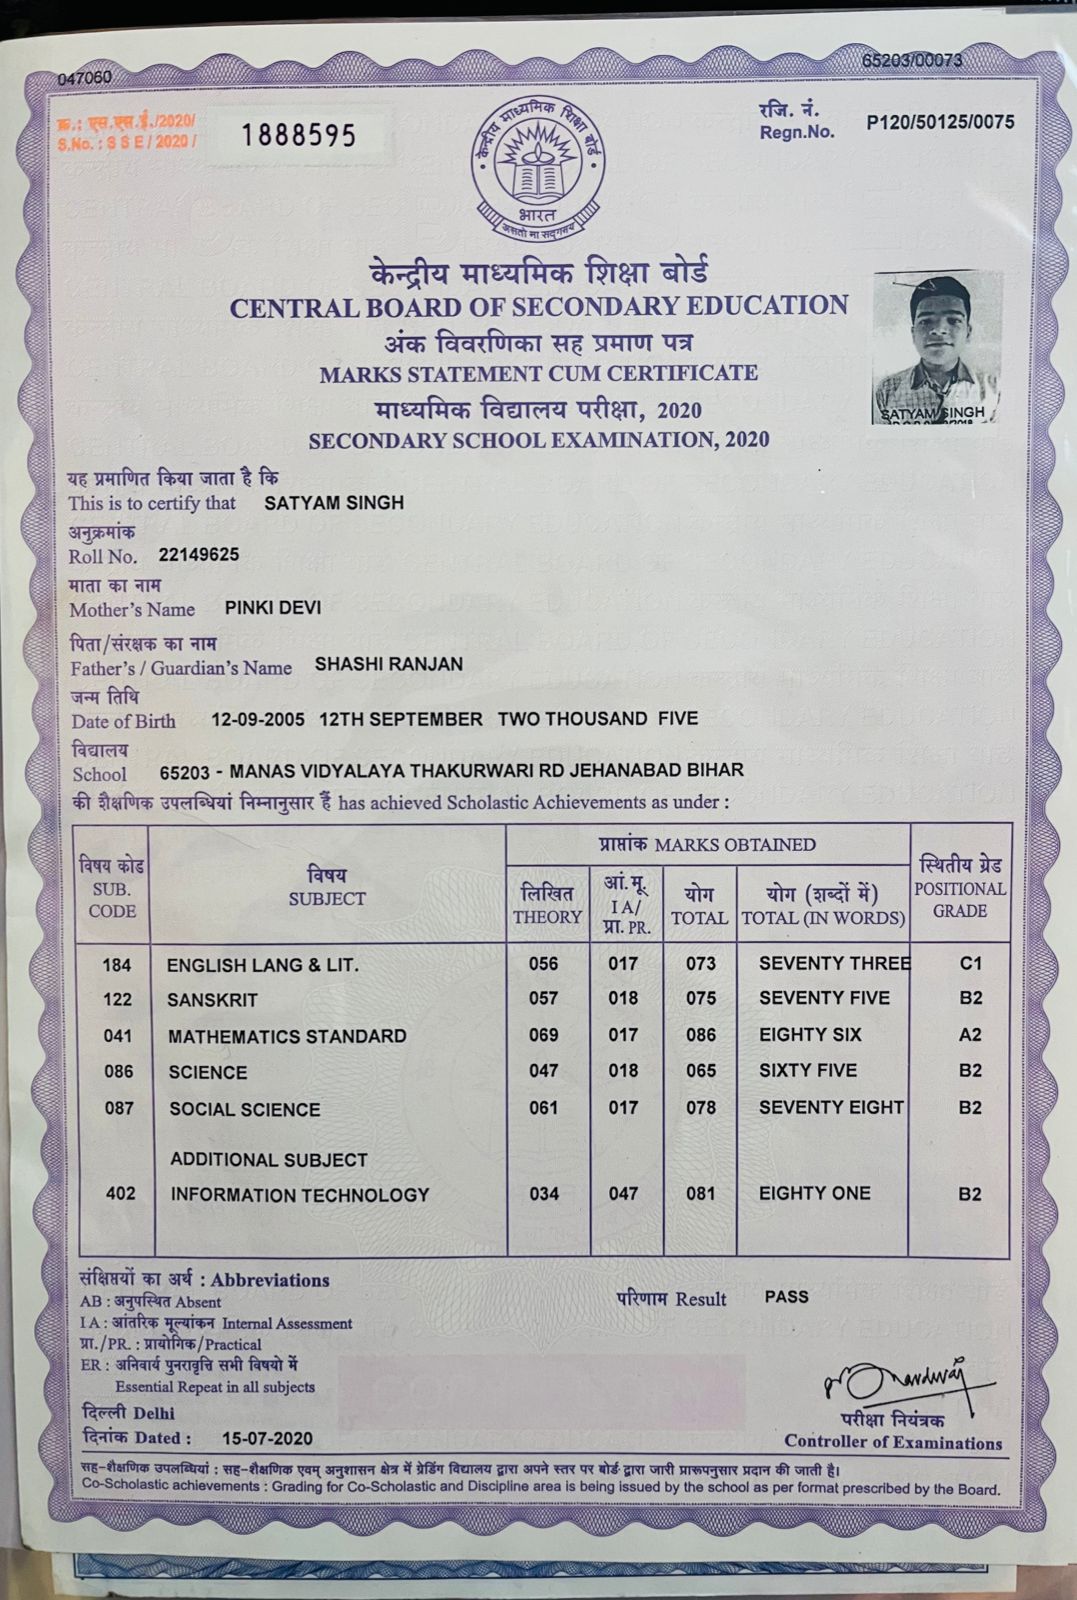 047060
65203/00073
क्र.: एस.एस.ई./2020/
S.No. : S S E / 2020 /
1888595
केन्द्रीय माध्यमिक शिक्षा बोर्ड
भारत
असतो मा सद्गमय
रजि. नं.
Regn.No. P120/50125/0075
केन्द्रीय माध्यमिक शिक्षा बोर्ड
CENTRAL BOARD OF SECONDARY EDUCATION
अंक विवरणिका सह प्रमाण पत्र
MARKS STATEMENT CUM CERTIFICATE
माध्यमिक विद्यालय परीक्षा, 2020
SECONDARY SCHOOL EXAMINATION, 2020
SATYAM SINGH
यह प्रमाणित किया जाता है कि
This is to certify that SATYAM SINGH
अनुक्रमांक
Roll No. 22149625
माता का नाम
Mother's Name PINKI DEVI
पिता/संरक्षक का नाम
Father's / Guardian's Name SHASHI RANJAN
जन्म तिथि
Date of Birth 12-09-2005 12TH SEPTEMBER TWO THOUSAND FIVE
विद्यालय
School 65203 - MANAS VIDYALAYA THAKURWARI RD JEHANABAD BIHAR
की शैक्षणिक उपलब्धियां निम्नानुसार हैं has achieved Scholastic Achievements as under :
विषय कोड SUB. CODE
विषय SUBJECT
प्राप्तांक MARKS OBTAINED
लिखित THEORY
आं.मू. I A/ प्रा. PR.
योग TOTAL
योग (शब्दों में) TOTAL (IN WORDS)
स्थितीय ग्रेड POSITIONAL GRADE
184 ENGLISH LANG & LIT. 056 017 073 SEVENTY THREE C1
122 SANSKRIT 057 018 075 SEVENTY FIVE B2
041 MATHEMATICS STANDARD 069 017 086 EIGHTY SIX A2
086 SCIENCE 047 018 065 SIXTY FIVE B2
087 SOCIAL SCIENCE 061 017 078 SEVENTY EIGHT B2
ADDITIONAL SUBJECT
402 INFORMATION TECHNOLOGY 034 047 081 EIGHTY ONE B2
संक्षिप्तियों का अर्थ : Abbreviations
AB : अनुपस्थित Absent
I A : आंतरिक मूल्यांकन Internal Assessment
प्रा./PR. : प्रायोगिक/Practical
ER : अनिवार्य पुनरावृत्ति सभी विषयो में
Essential Repeat in all subjects
परिणाम Result PASS
दिल्ली Delhi
दिनांक Dated : 15-07-2020
परीक्षा नियंत्रक
Controller of Examinations
सह-शैक्षणिक उपलब्धियां : सह-शैक्षणिक एवम् अनुशासन क्षेत्र में ग्रेडिंग विद्यालय द्वारा अपने स्तर पर बोर्ड द्वारा जारी प्रारूपनुसार प्रदान की जाती है।
Co-Scholastic achievements : Grading for Co-Scholastic and Discipline area is being issued by the school as per format prescribed by the Board.